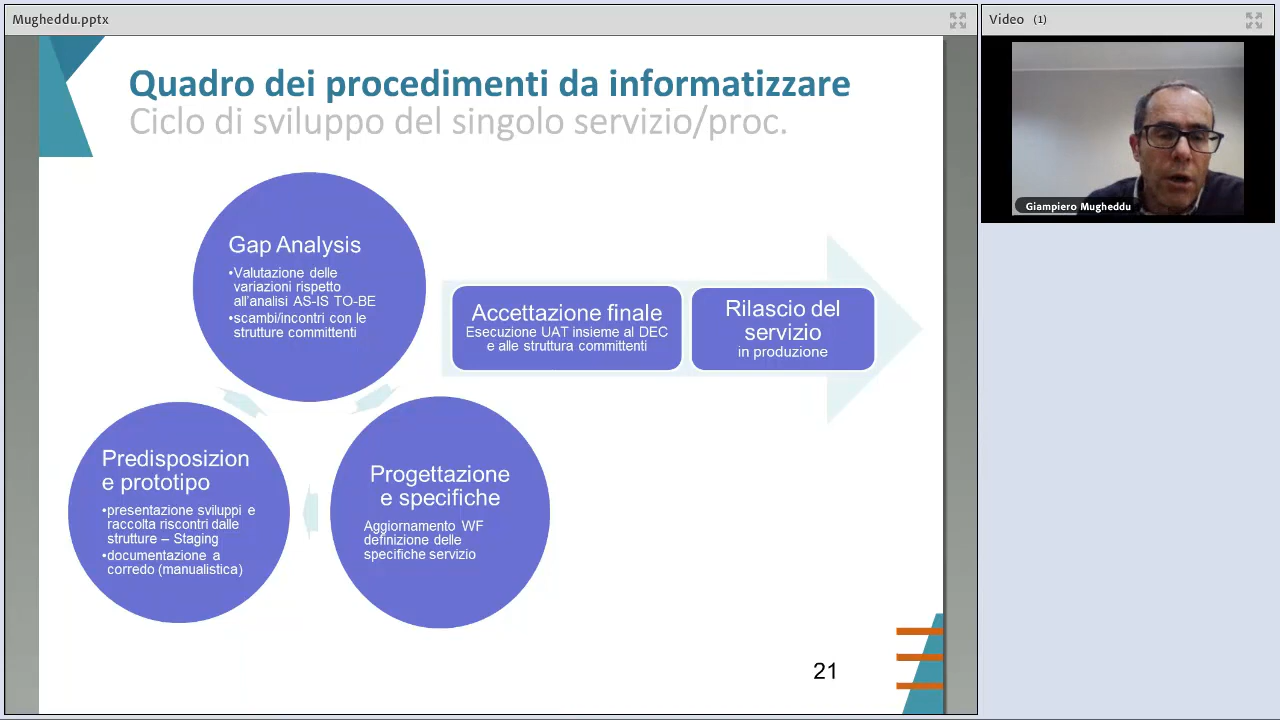 Mugheddu.pptx
Video (1)
Quadro dei procedimenti da informatizzare
Ciclo di sviluppo del singolo servizio/proc.
Giampiero Mugheddu
Gap Analysis
•Valutazione delle
variazioni rispetto
all'analisi AS-IS TO-BE
•scambi/incontri con le
strutture committenti
Accettazione finale
Esecuzione UAT insieme al DEC
e alle struttura committenti
Rilascio del
servizio
in produzione
Predisposizion
e prototipo
•presentazione sviluppi e
raccolta riscontri dalle
strutture – Staging
•documentazione a
corredo (manualistica)
Progettazione
e specifiche
Aggiornamento WF
definizione delle
specifiche servizio
21